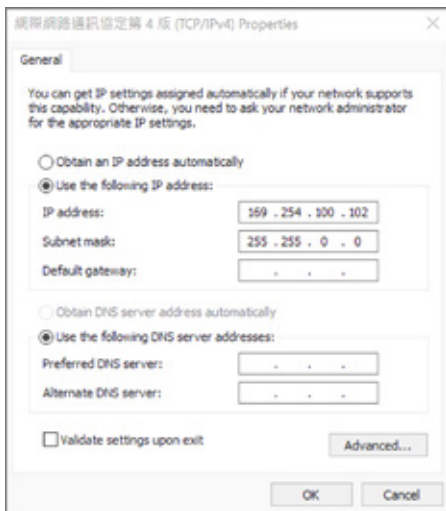 網際網路通訊協定第 4 版 (TCP/IPv4) Properties
General
You can get IP settings assigned automatically if your network supports
this capability. Otherwise, you need to ask your network administrator
for the appropriate IP settings.
Obtain an IP address automatically
Use the following IP address:
IP address: 169 . 254 . 100 . 102
Subnet mask: 255 . 255 . 0 . 0
Default gateway: . . .
Obtain DNS server address automatically
Use the following DNS server addresses:
Preferred DNS server: . . .
Alternate DNS server: . . .
Validate settings upon exit
Advanced...
OK Cancel